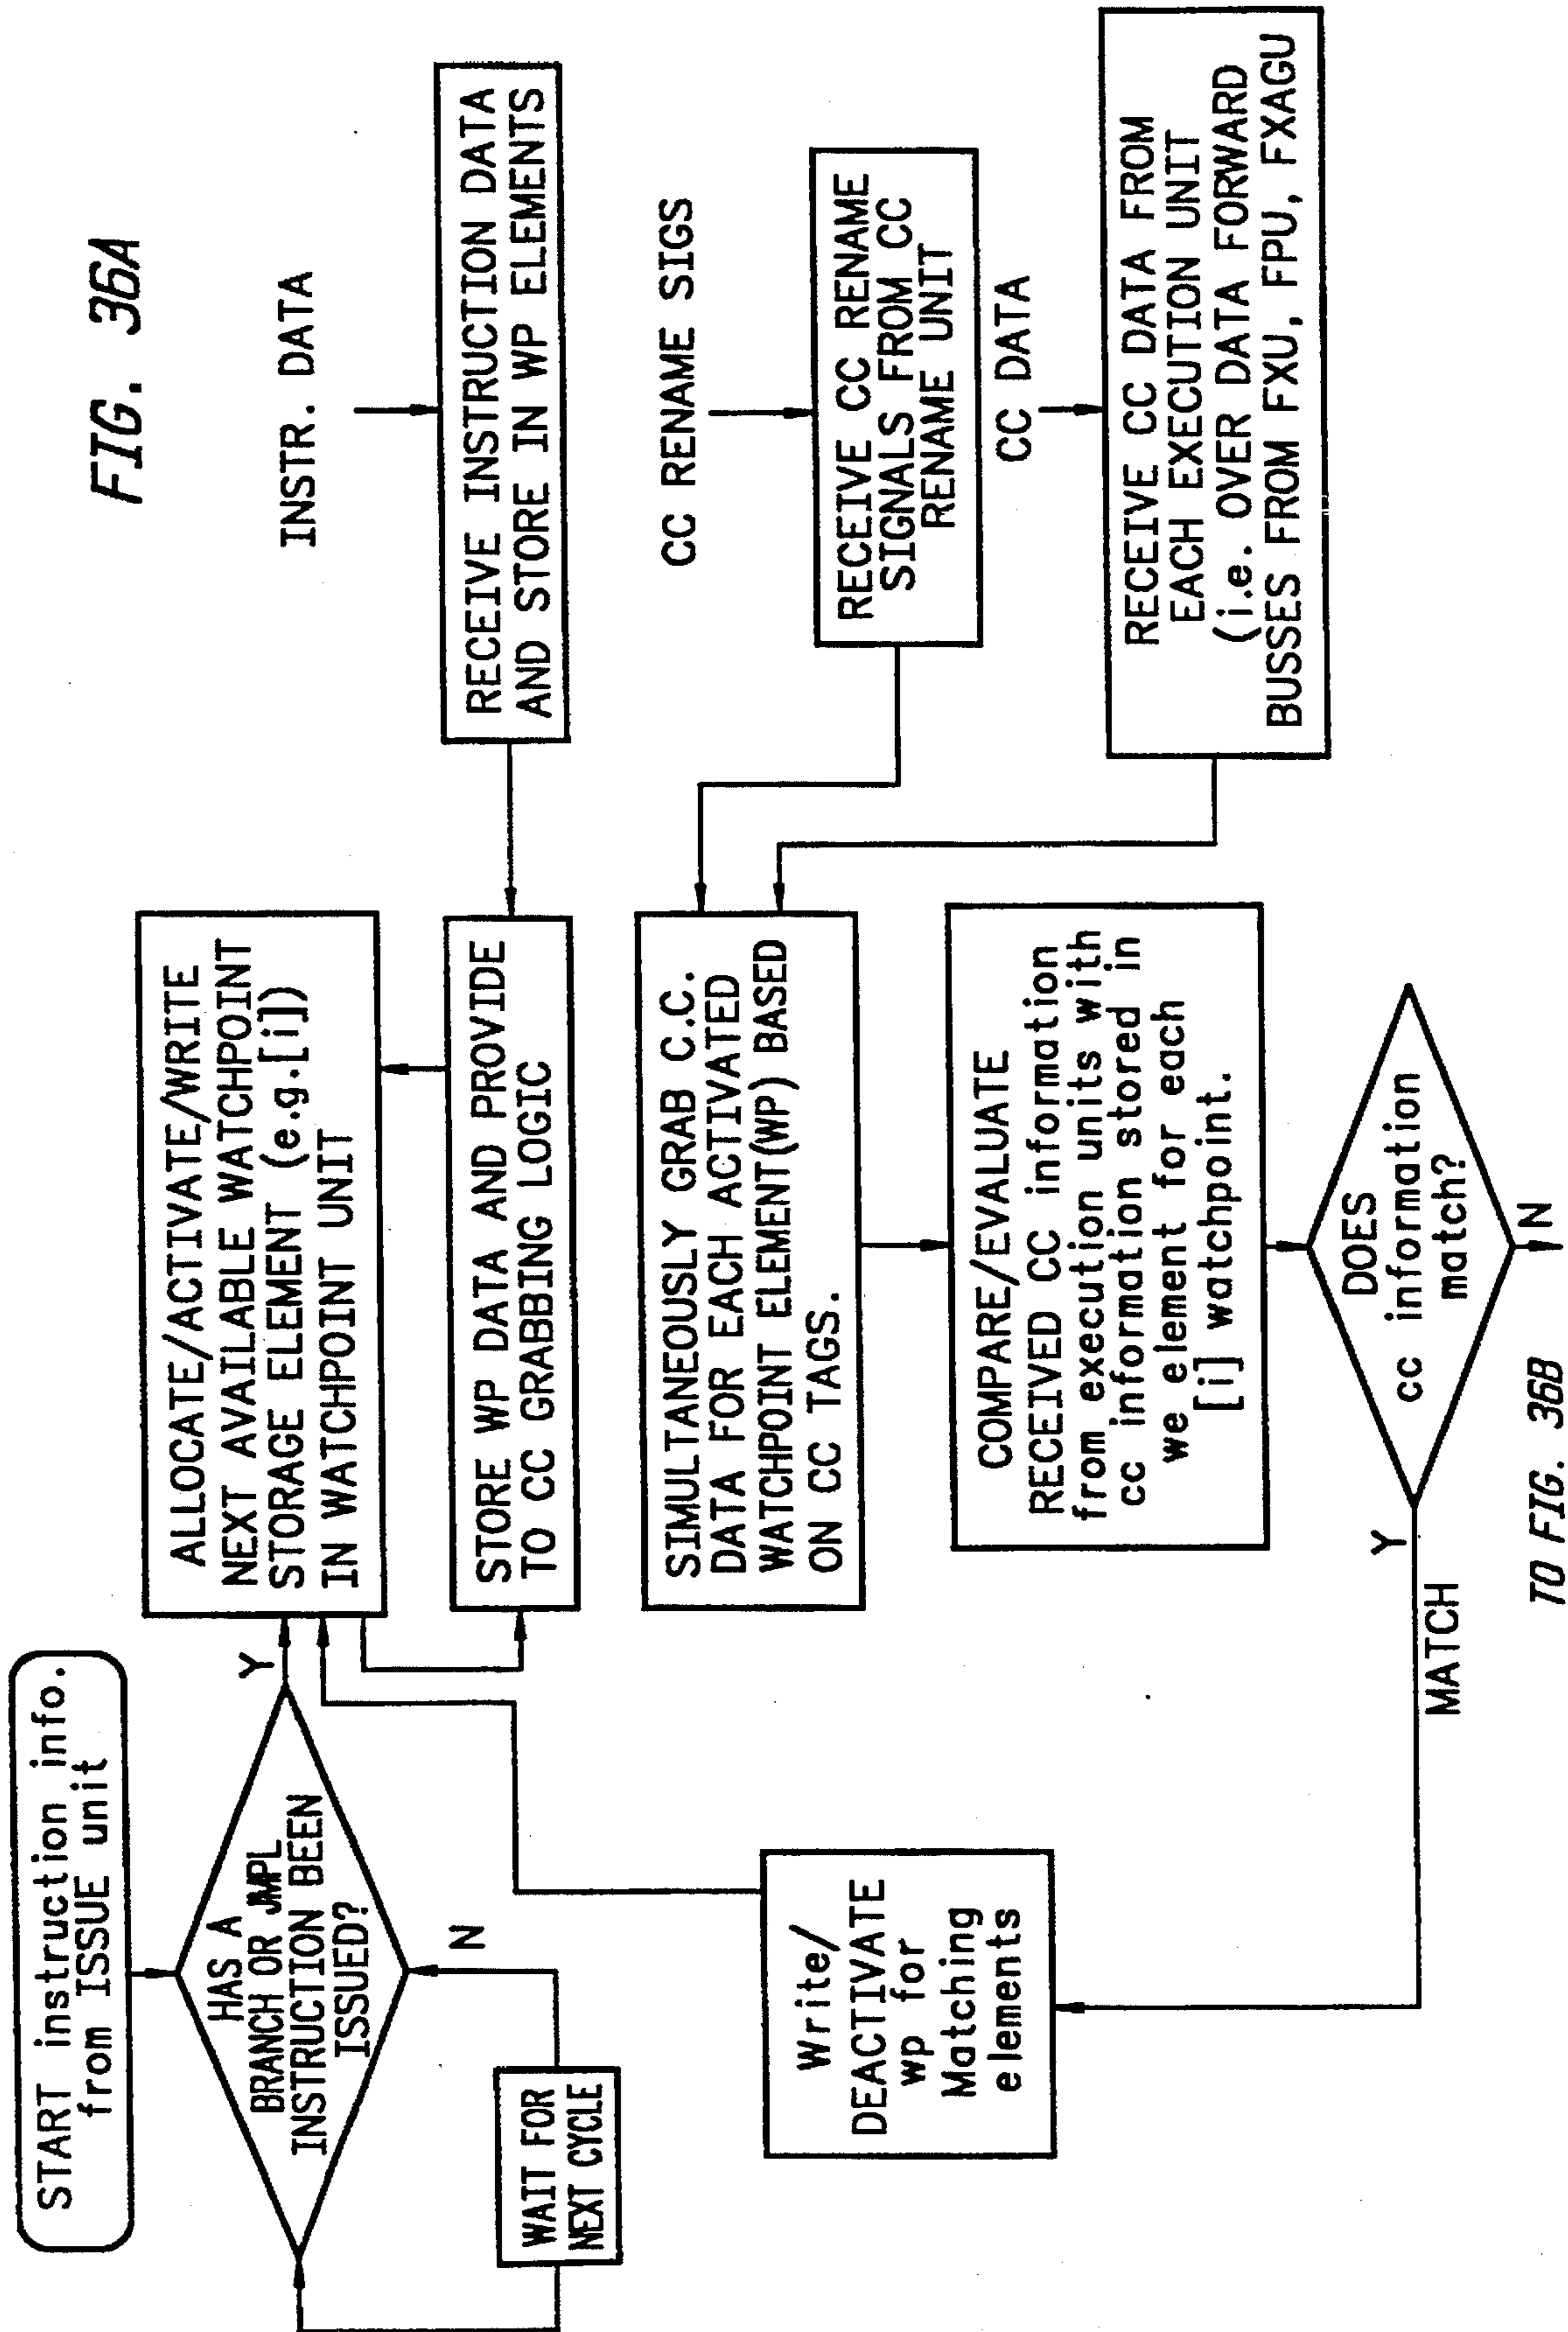 FIG. 36A
START instruction info.
from ISSUE unit
HAS A
BRANCH OR JMPL
INSTRUCTION BEEN
ISSUED?
Y
N
WAIT FOR
NEXT CYCLE
ALLOCATE/ACTIVATE/WRITE
NEXT AVAILABLE WATCHPOINT
STORAGE ELEMENT (e.g.[i])
IN WATCHPOINT UNIT
INSTR. DATA
RECEIVE INSTRUCTION DATA
AND STORE IN WP ELEMENTS
STORE WP DATA AND PROVIDE
TO CC GRABBING LOGIC
CC RENAME SIGS
RECEIVE CC RENAME
SIGNALS FROM CC
RENAME UNIT
SIMULTANEOUSLY GRAB C.C.
DATA FOR EACH ACTIVATED
WATCHPOINT ELEMENT(WP) BASED
ON CC TAGS.
CC DATA
RECEIVE CC DATA FROM
EACH EXECUTION UNIT
(i.e. OVER DATA FORWARD
BUSSES FROM FXU, FPU, FXAGU
COMPARE/EVALUATE
RECEIVED CC information
from execution units with
cc information stored in
we element for each
[i] watchpoint.
Write/
DEACTIVATE
wp for
Matching
elements
DOES
cc information
match?
Y
MATCH
N
TO FIG. 36B